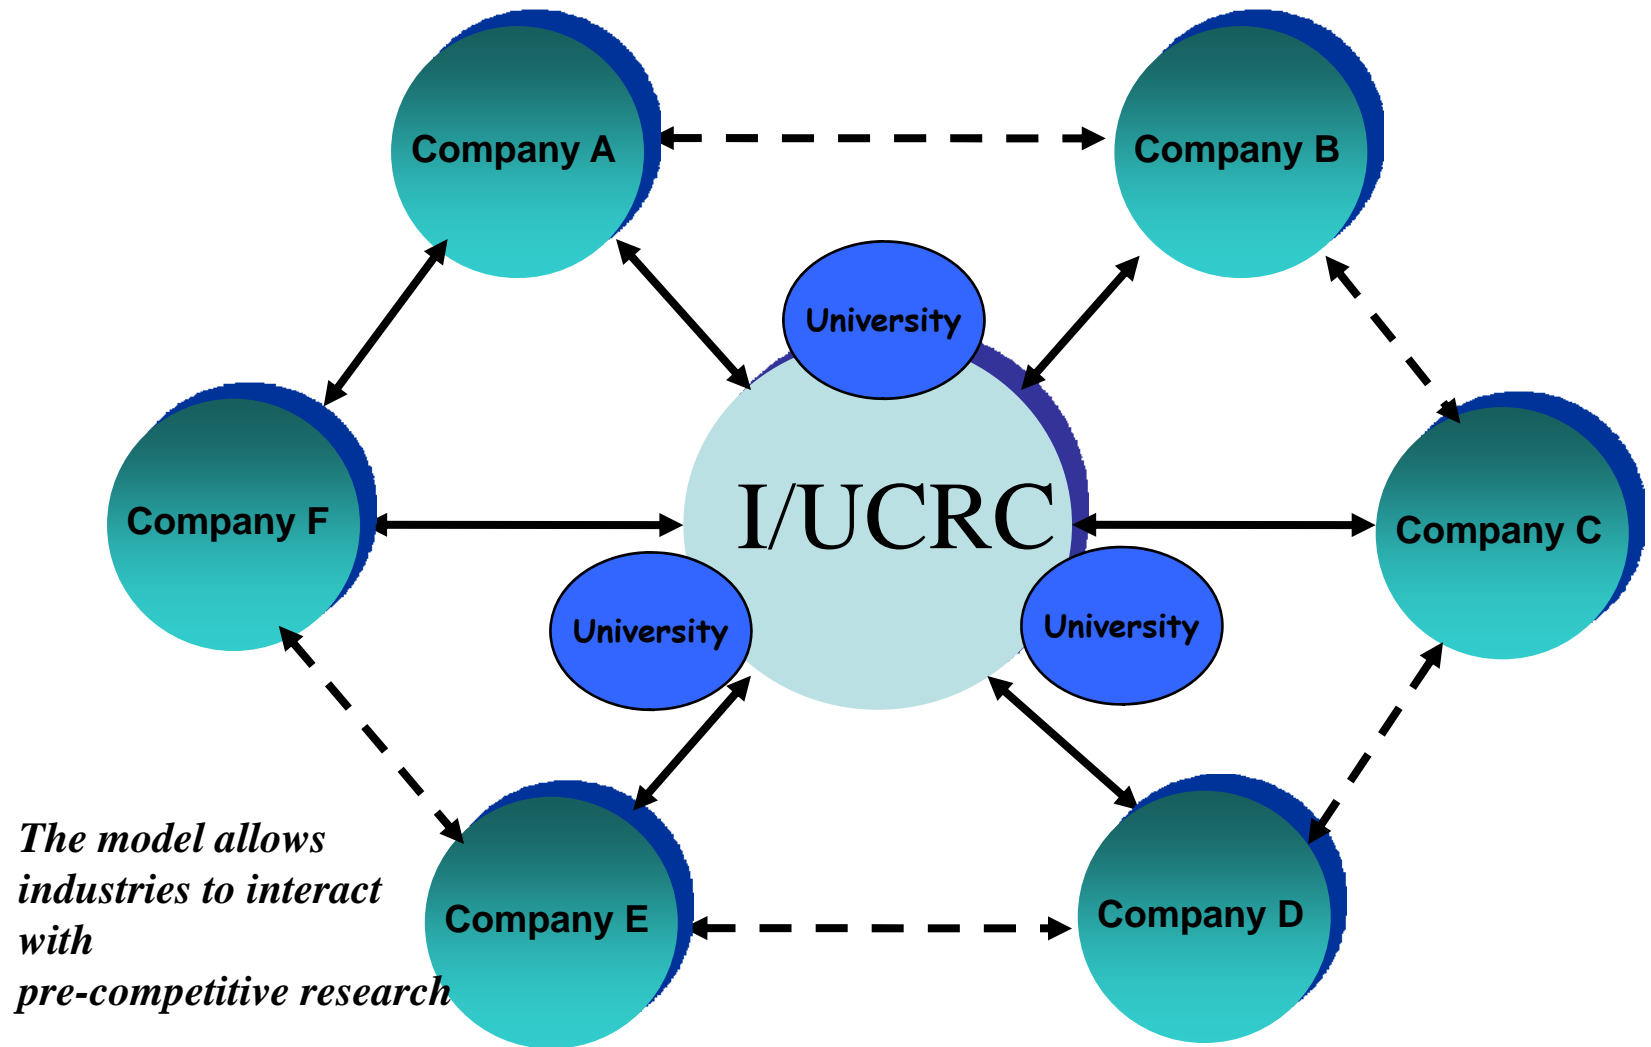 Company A
Company B
University
I/UCRC
Company F
Company C
University
University
The model allows
industries to interact
with
pre-competitive research
Company E
Company D